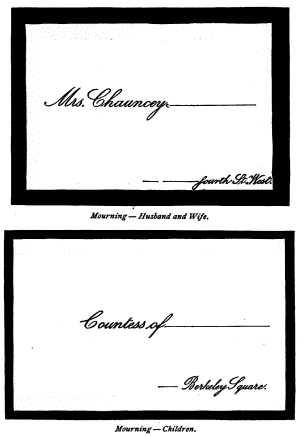 Mrs. Chauncey
— fourth St. West.
Mourning — Husband and Wife.
Countess of
— Berkeley Square.
Mourning — Children.